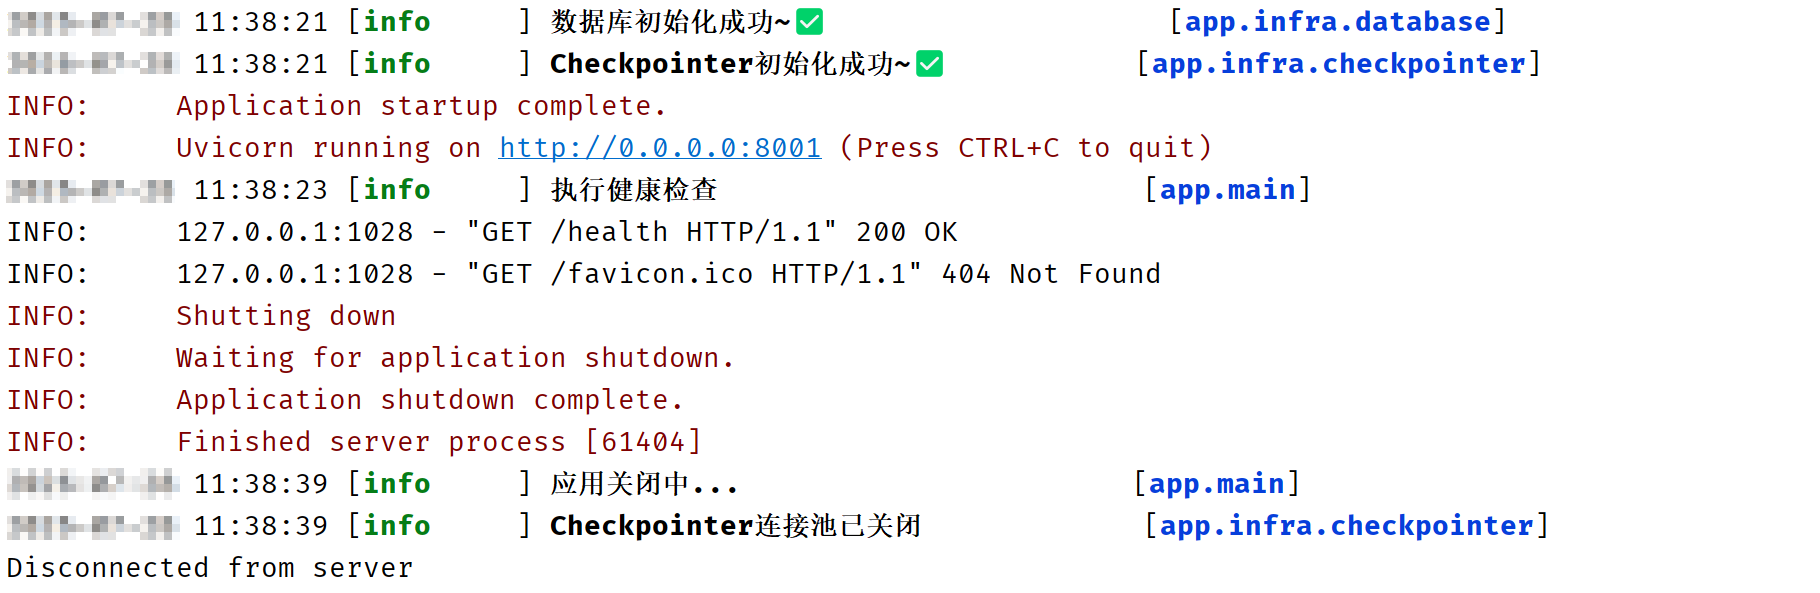 11:38:21 [info ] 数据库初始化成功~✅ [app.infra.database]
11:38:21 [info ] Checkpointer初始化成功~✅ [app.infra.checkpointer]
INFO: Application startup complete.
INFO: Uvicorn running on http://0.0.0.0:8001 (Press CTRL+C to quit)
11:38:23 [info ] 执行健康检查 [app.main]
INFO: 127.0.0.1:1028 - "GET /health HTTP/1.1" 200 OK
INFO: 127.0.0.1:1028 - "GET /favicon.ico HTTP/1.1" 404 Not Found
INFO: Shutting down
INFO: Waiting for application shutdown.
INFO: Application shutdown complete.
INFO: Finished server process [61404]
11:38:39 [info ] 应用关闭中... [app.main]
11:38:39 [info ] Checkpointer连接池已关闭 [app.infra.checkpointer]
Disconnected from server